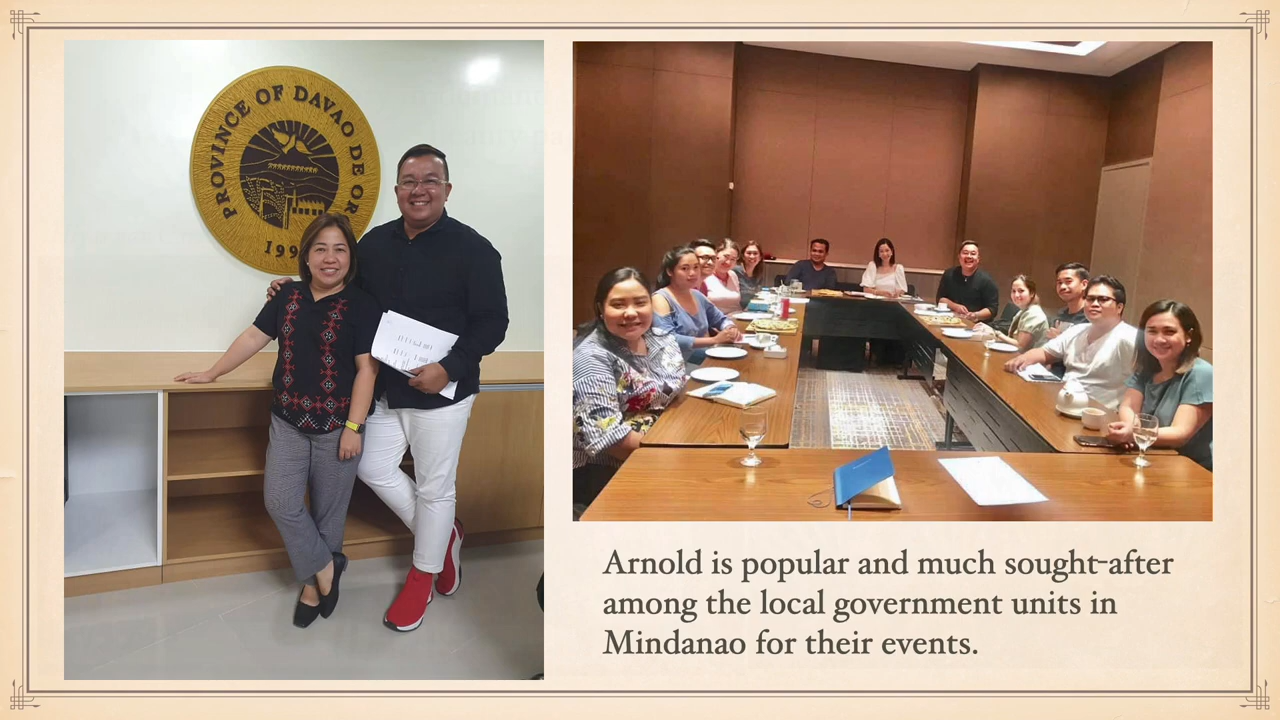 PROVINCE OF DAVAO DE OR
199
Arnold is popular and much sought-after
among the local government units in
Mindanao for their events.